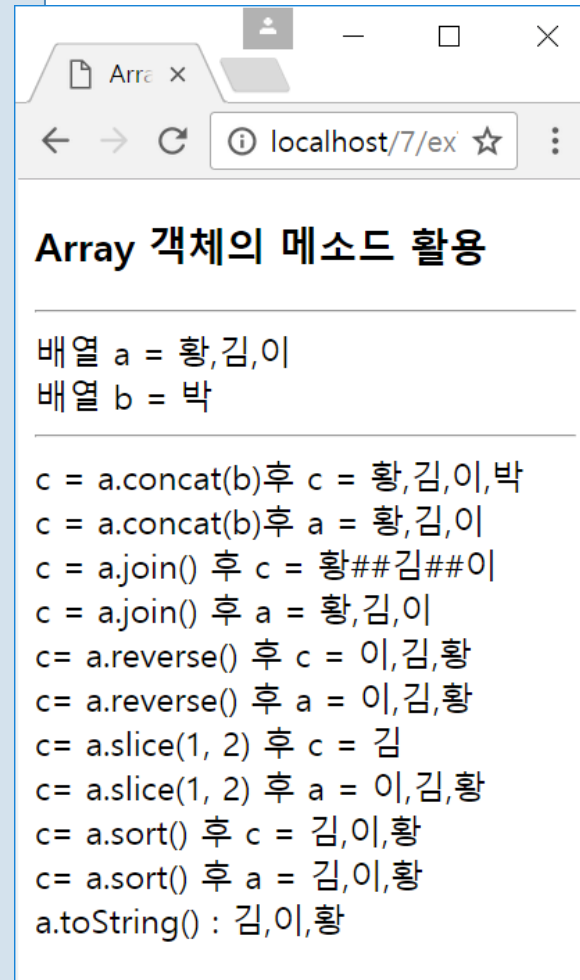 Arra
localhost/7/ex
Array 객체의 메소드 활용
배열 a = 황,김,이
배열 b = 박
c = a.concat(b)후 c = 황,김,이,박
c = a.concat(b)후 a = 황,김,이
c = a.join() 후 c = 황##김##이
c = a.join() 후 a = 황,김,이
c= a.reverse() 후 c = 이,김,황
c= a.reverse() 후 a = 이,김,황
c= a.slice(1, 2) 후 c = 김
c= a.slice(1, 2) 후 a = 이,김,황
c= a.sort() 후 c = 김,이,황
c= a.sort() 후 a = 김,이,황
a.toString() : 김,이,황